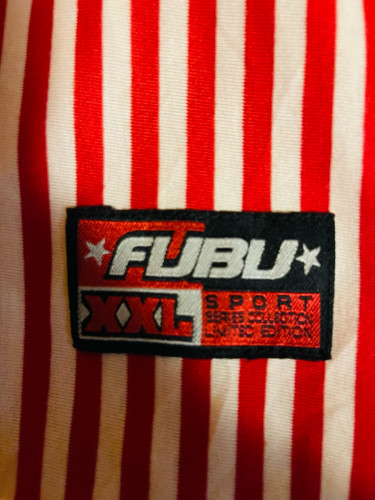 FUBU
XXL
SPORT
SERIES COLLECTION
LIMITED EDITION